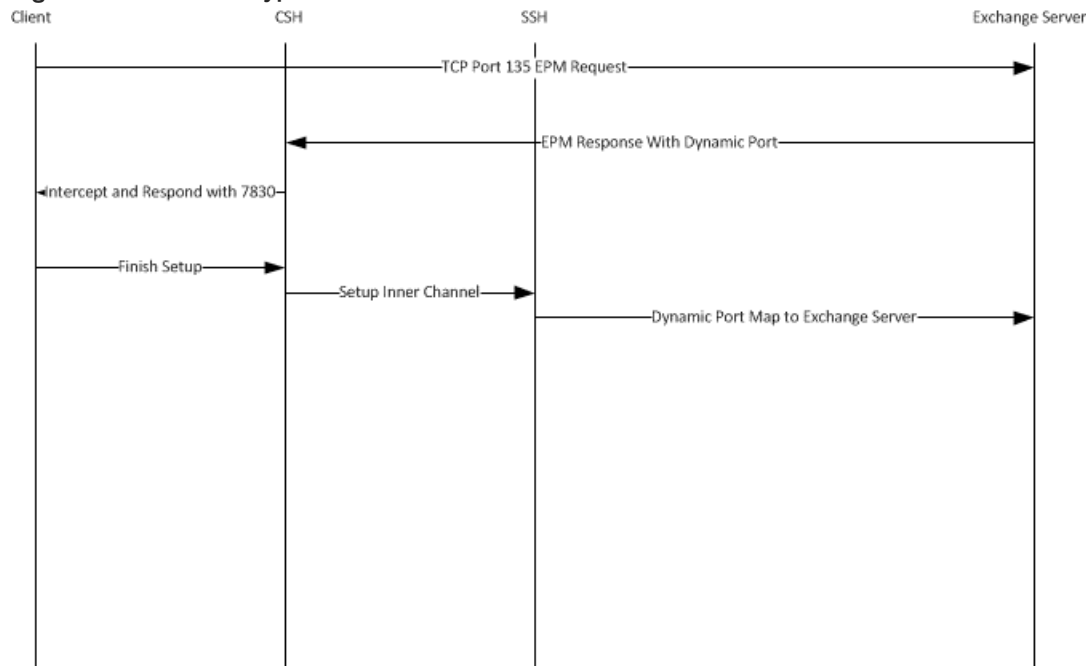 Client CSH SSH Exchange Server
TCP Port 135 EPM Request
EPM Response With Dynamic Port
Intercept and Respond with 7830
Finish Setup
Setup Inner Channel
Dynamic Port Map to Exchange Server